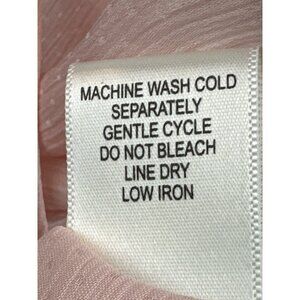 MACHINE WASH COLD
SEPARATELY
GENTLE CYCLE
DO NOT BLEACH
LINE DRY
LOW IRON